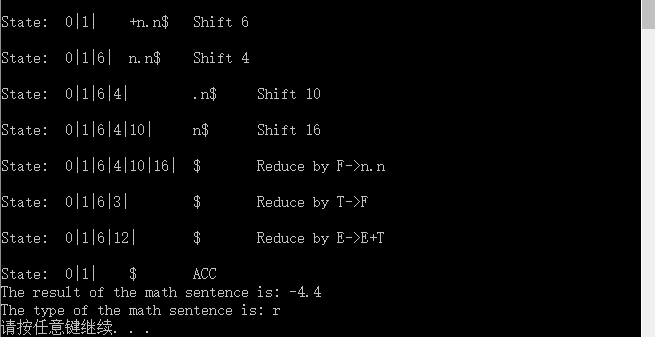 State: 0|1| +n.n$ Shift 6
State: 0|1|6| n.n$ Shift 4
State: 0|1|6|4| .n$ Shift 10
State: 0|1|6|4|10| n$ Shift 16
State: 0|1|6|4|10|16| $ Reduce by F->n.n
State: 0|1|6|3| $ Reduce by T->F
State: 0|1|6|12| $ Reduce by E->E+T
State: 0|1| $ ACC
The result of the math sentence is: -4.4
The type of the math sentence is: r
请按任意键继续. . .